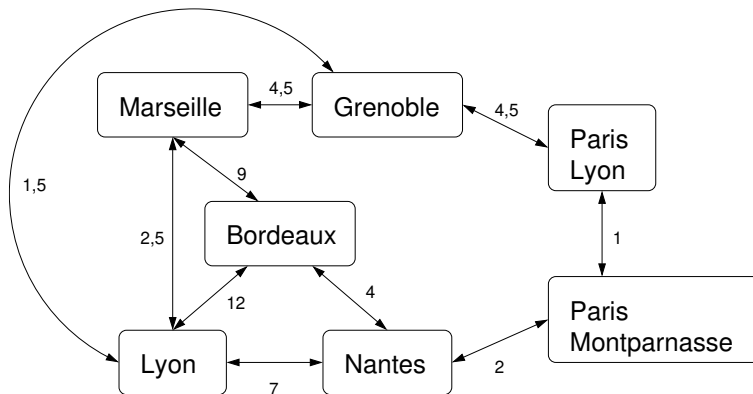 Marseille
4,5
Grenoble
4,5
Paris
Lyon
1,5
9
2,5
Bordeaux
1
12
4
Paris
Montparnasse
Lyon
7
Nantes
2